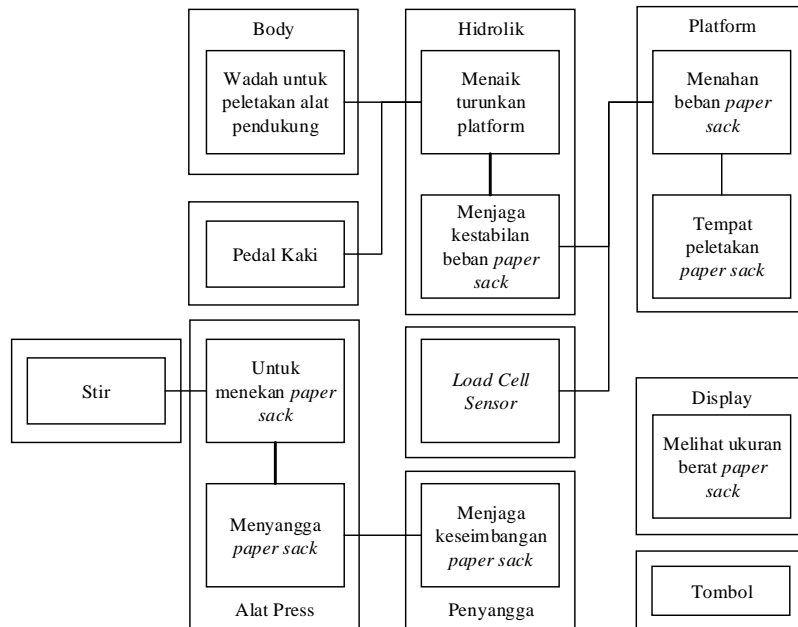 Body
Wadah untuk
peletakan alat
pendukung
Pedal Kaki
Hidrolik
Menaik
turunkan
platform
Menjaga
kestabilan
beban paper
sack
Platform
Menahan
beban paper
sack
Tempat
peletakan
paper sack
Stir
Untuk
menekan paper
sack
Menyangga
paper sack
Alat Press
Load Cell
Sensor
Menjaga
keseimbangan
paper sack
Penyangga
Display
Melihat ukuran
berat paper
sack
Tombol